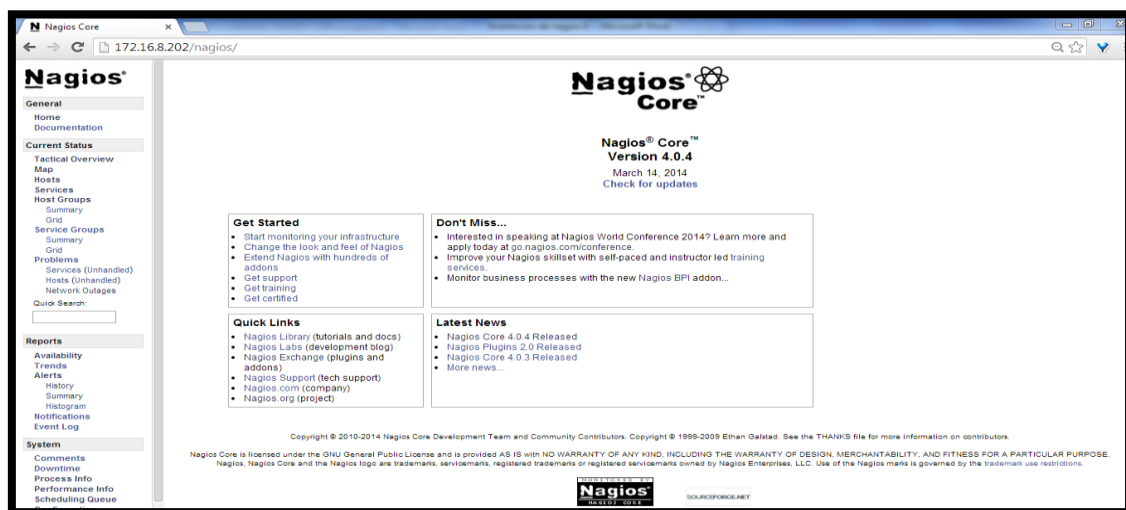 Nagios Core
172.16.8.202/nagios/
Nagios®
General
Home
Documentation
Current Status
Tactical Overview
Map
Hosts
Services
Host Groups
Summary
Grid
Service Groups
Summary
Grid
Problems
Services (Unhandled)
Hosts (Unhandled)
Network Outages
Quick Search:
Reports
Availability
Trends
Alerts
History
Summary
Histogram
Notifications
Event Log
System
Comments
Downtime
Process Info
Performance Info
Scheduling Queue
Nagios®
Core™
Nagios® Core™
Version 4.0.4
March 14, 2014
Check for updates
Get Started
Start monitoring your infrastructure
Change the look and feel of Nagios
Extend Nagios with hundreds of
addons
Get support
Get training
Get certified
Don't Miss...
Interested in speaking at Nagios World Conference 2014? Learn more and
apply today at go.nagios.com/conference.
Improve your Nagios skillset with self-paced and instructor led training
services.
Monitor business processes with the new Nagios BPI addon...
Quick Links
Nagios Library (tutorials and docs)
Nagios Labs (development blog)
Nagios Exchange (plugins and
addons)
Nagios Support (tech support)
Nagios.com (company)
Nagios.org (project)
Latest News
Nagios Core 4.0.4 Released
Nagios Plugins 2.0 Released
Nagios Core 4.0.3 Released
More news...
Copyright © 2010-2014 Nagios Core Development Team and Community Contributors. Copyright © 1999-2009 Ethan Galstad. See the THANKS file for more information on contributors.
Nagios Core is licensed under the GNU General Public License and is provided AS IS with NO WARRANTY OF ANY KIND, INCLUDING THE WARRANTY OF DESIGN, MERCHANTABILITY, AND FITNESS FOR A PARTICULAR PURPOSE.
Nagios, Nagios Core and the Nagios logo are trademarks, servicemarks, registered trademarks or registered servicemarks owned by Nagios Enterprises, LLC. Use of the Nagios marks is governed by the trademark use restrictions.
MONITORED BY
Nagios®
NAGIOS CORE
SOURCEFORGE.NET